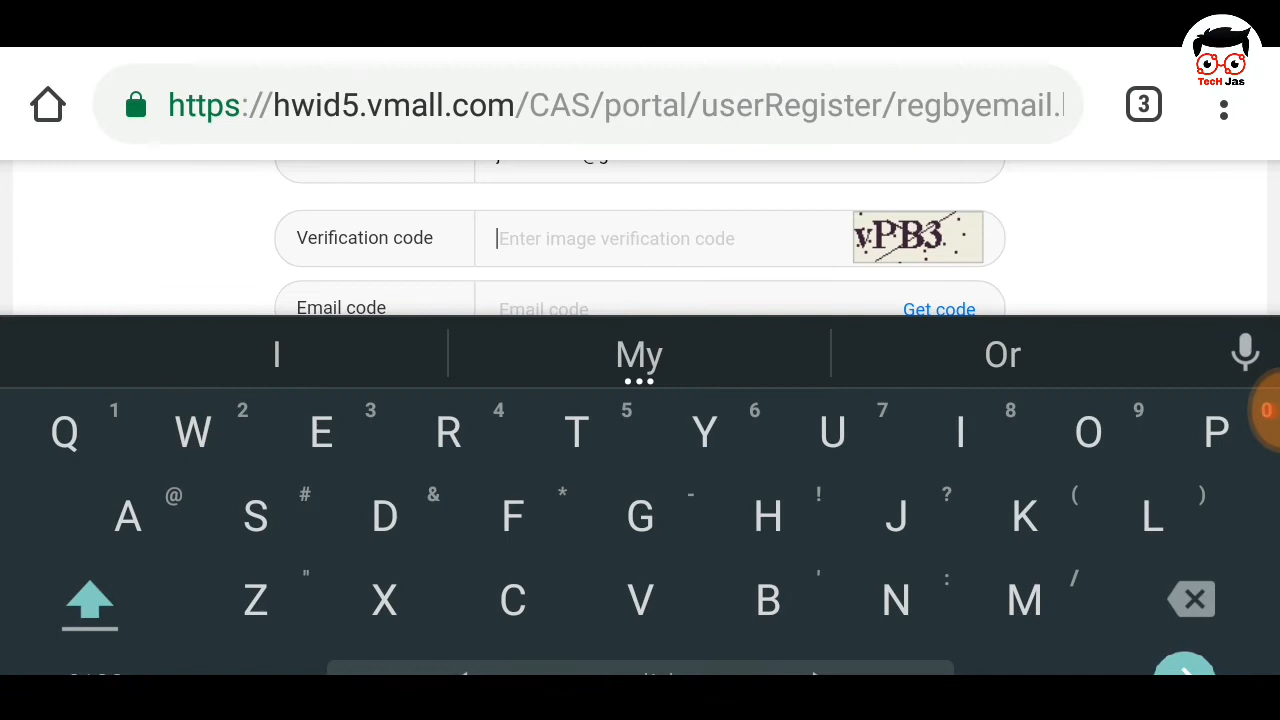 TecH Jas
https://hwid5.vmall.com/CAS/portal/userRegister/regbyemail.
3
Verification code
Enter image verification code
vPB3
Email code
Email code
Get code
I
My
Or
1 2 3 4 5 6 7 8 9 0
Q W E R T Y U I O P
@ # & * - ! ? ( )
A S D F G H J K L
" ' : /
Z X C V B N M